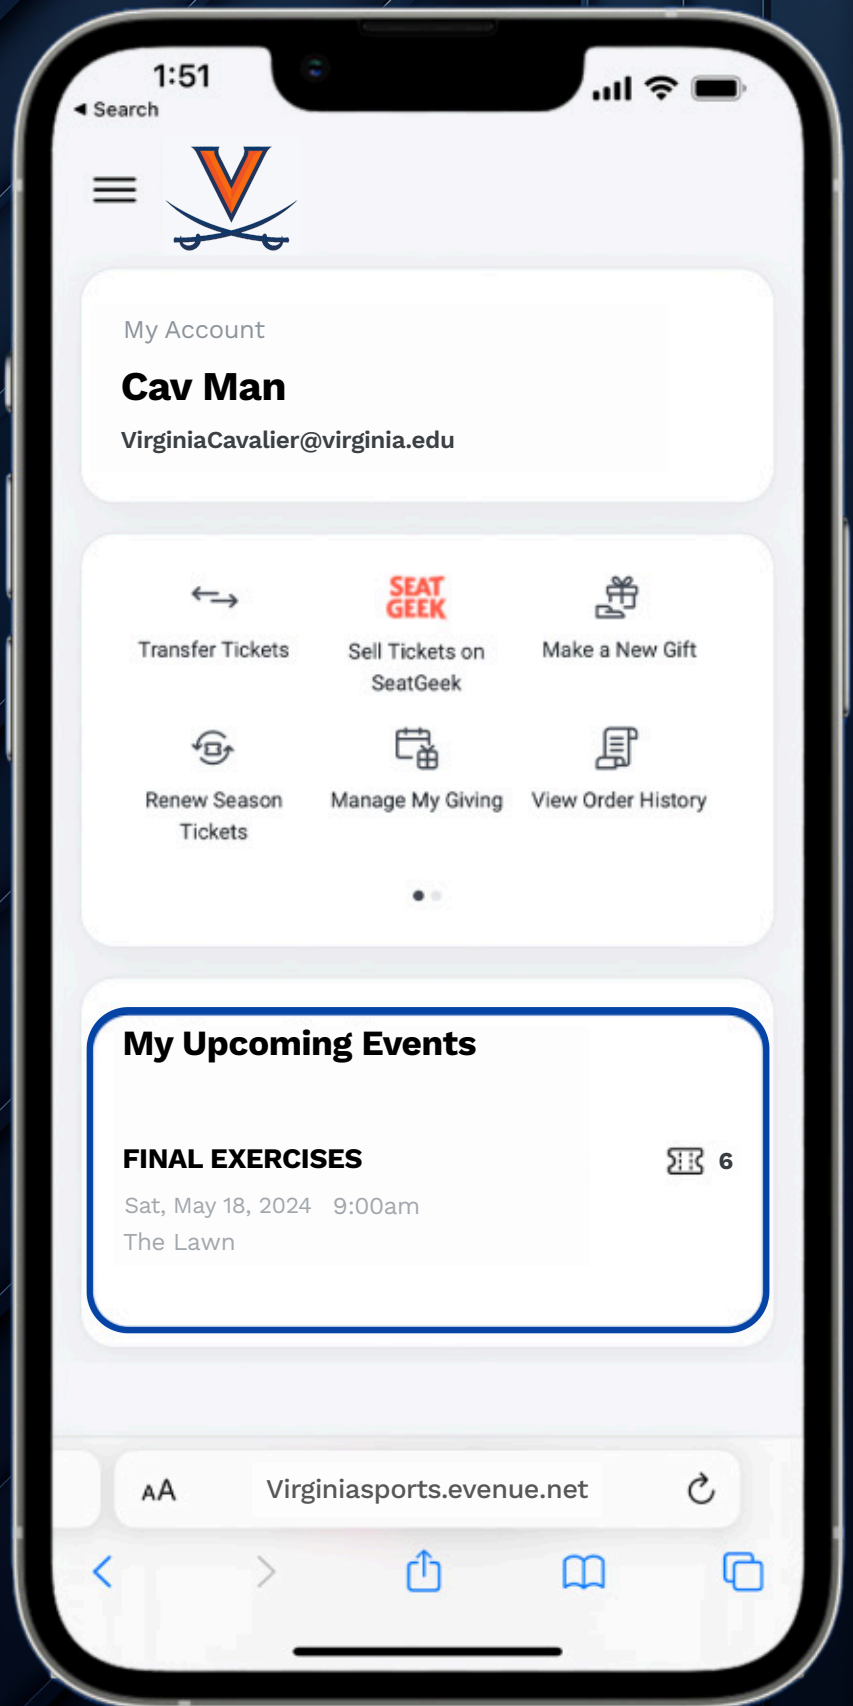 1:51
◀ Search
V
My Account
Cav Man
VirginiaCavalier@virginia.edu
Transfer Tickets
SEAT
GEEK
Sell Tickets on
SeatGeek
Make a New Gift
Renew Season
Tickets
Manage My Giving
View Order History
My Upcoming Events
FINAL EXERCISES
6
Sat, May 18, 2024 9:00am
The Lawn
AA
Virginiasports.evenue.net